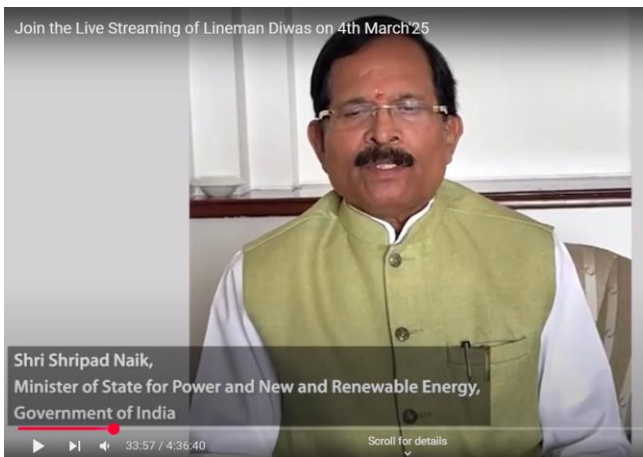 Join the Live Streaming of Lineman Diwas on 4th March'25
Shri Shripad Naik,
Minister of State for Power and New and Renewable Energy,
Government of India
33:57 / 4:36:40
Scroll for details